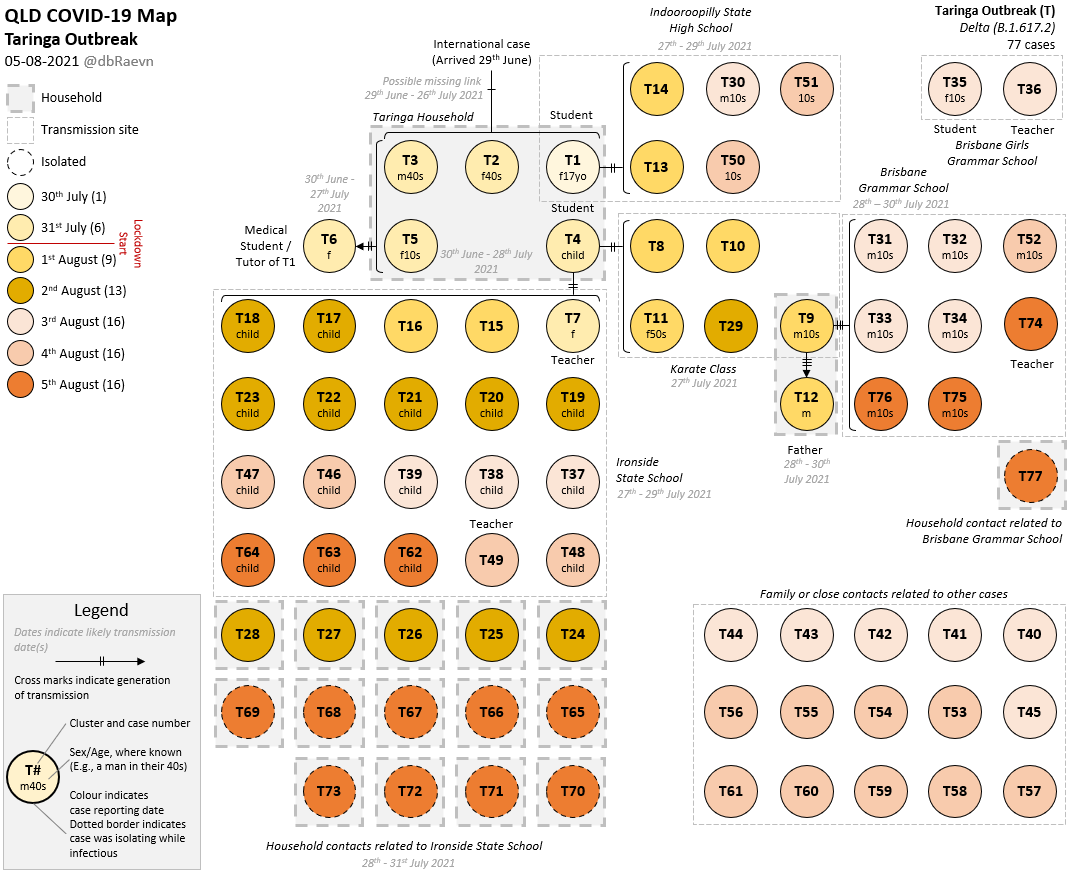 QLD COVID-19 Map
Taringa Outbreak
05-08-2021 @dbRaevn
Household
Transmission site
Isolated
30th July (1)
31st July (6)
Lockdown
Start
1st August (9)
2nd August (13)
3rd August (16)
4th August (16)
5th August (16)
International case
(Arrived 29th June)
Possible missing link
29th June - 26th July 2021
Taringa Household
T3
m40s
T2
f40s
Student
T1
f17yo
30th June -
27th July
2021
Medical
Student /
Tutor of T1
T6
f
T5
f10s
30th June - 28th July
2021
Student
T4
child
Indooroopilly State
High School
27th - 29th July 2021
T14
T30
m10s
T51
10s
T13
T50
10s
Taringa Outbreak (T)
Delta (B.1.617.2)
77 cases
T35
f10s
T36
Student
Teacher
Brisbane Girls
Grammar School
T8
T10
T11
f50s
T29
Karate Class
27th July 2021
T9
m10s
T12
m
Father
28th - 30th
July 2021
Brisbane
Grammar School
28th – 30th July 2021
T31
m10s
T32
m10s
T52
m10s
T33
m10s
T34
m10s
T74
Teacher
T76
m10s
T75
m10s
T77
Household contact related to
Brisbane Grammar School
T18
child
T17
child
T16
T15
T7
f
Teacher
T23
child
T22
child
T21
child
T20
child
T19
child
T47
child
T46
child
T39
child
T38
child
T37
child
Ironside
State School
27th - 29th July 2021
T64
child
T63
child
T62
child
Teacher
T49
T48
child
T28
T27
T26
T25
T24
T69
T68
T67
T66
T65
T73
T72
T71
T70
Household contacts related to Ironside State School
28th - 31st July 2021
Family or close contacts related to other cases
T44
T43
T42
T41
T40
T56
T55
T54
T53
T45
T61
T60
T59
T58
T57
Legend
Dates indicate likely transmission
date(s)
Cross marks indicate generation
of transmission
Cluster and case number
T#
m40s
Sex/Age, where known
(E.g., a man in their 40s)
Colour indicates
case reporting date
Dotted border indicates
case was isolating while
infectious